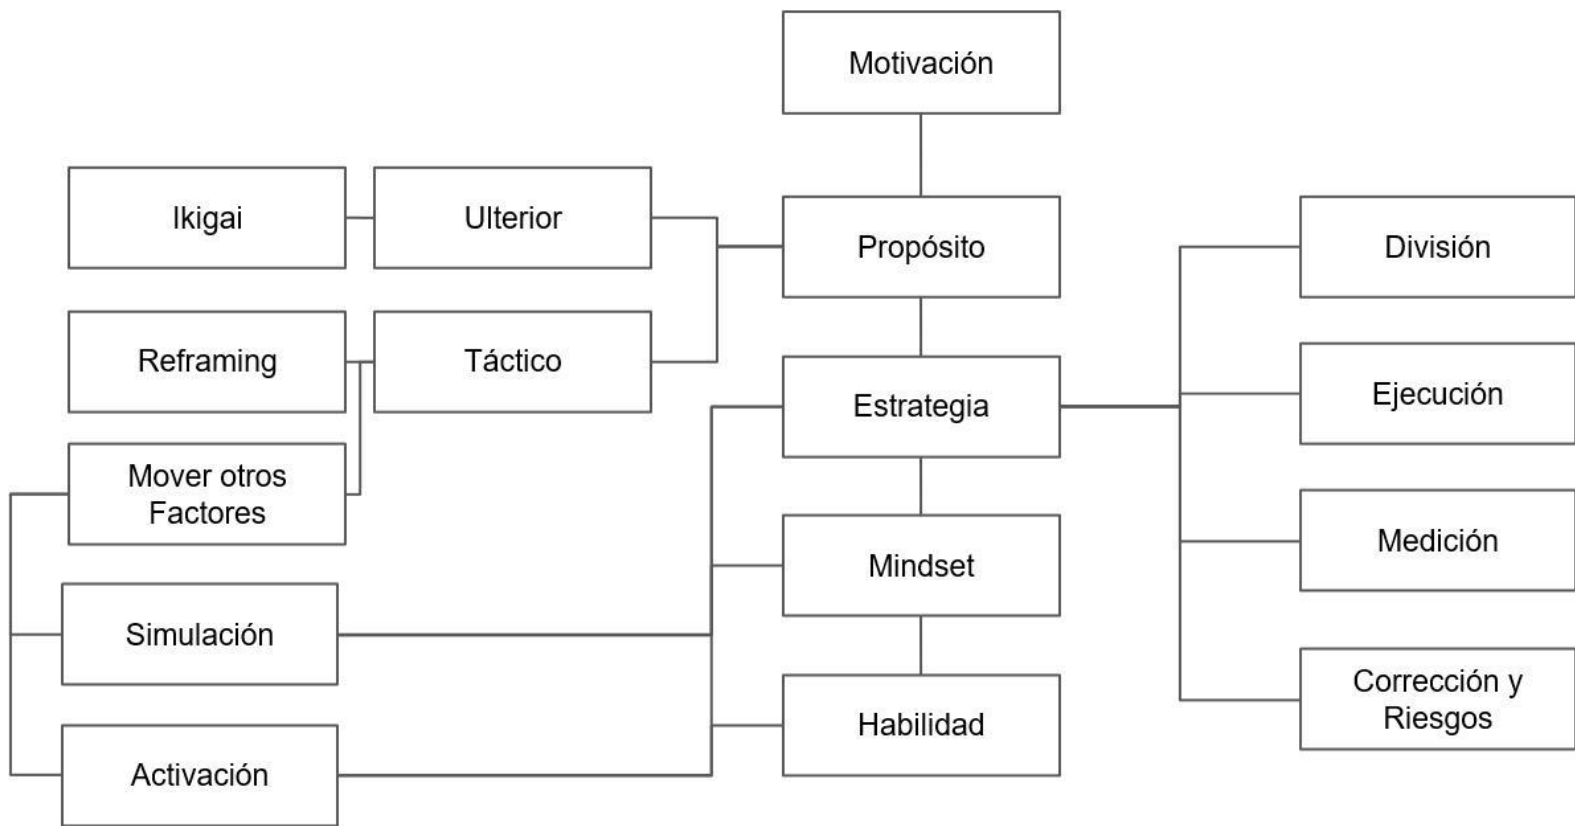 Motivación
Ikigai
Ulterior
Propósito
División
Reframing
Táctico
Estrategia
Ejecución
Mover otros
Factores
Mindset
Medición
Simulación
Habilidad
Corrección y
Riesgos
Activación